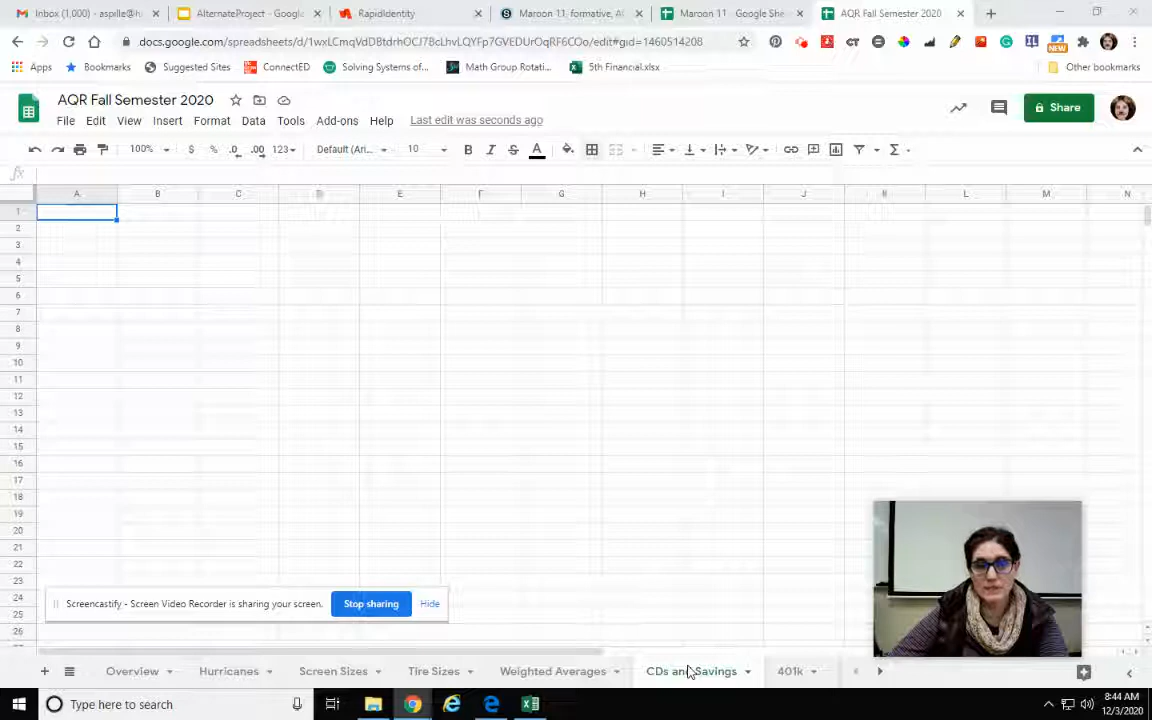 Inbox (1,000) - aspille@h
AlternateProject - Google
RapidIdentity
Maroon 11, formative, A
Maroon 11 - Google She
AQR Fall Semester 2020
docs.google.com/spreadsheets/d/1wxLCmqVdDBtdrhOCJ7BcLhvLQYFp7GVEDUrOqRF6COo/edit#gid=1460514208
NEW
Apps
Bookmarks
Suggested Sites
ConnectED
Solving Systems of...
Math Group Rotati...
5th Financial.xlsx
Other bookmarks
AQR Fall Semester 2020
File Edit View Insert Format Data Tools Add-ons Help Last edit was seconds ago
Share
100% $ % .0 .00 123 Default (Ari... 10 B I S A
fx
A B C D E F G H I J K L M N
1
2
3
4
5
6
7
8
9
10
11
12
13
14
15
16
17
18
19
20
21
22
23
24
25
26
Screencastify - Screen Video Recorder is sharing your screen. Stop sharing Hide
Overview Hurricanes Screen Sizes Tire Sizes Weighted Averages CDs and Savings 401k
Type here to search
8:44 AM
12/3/2020